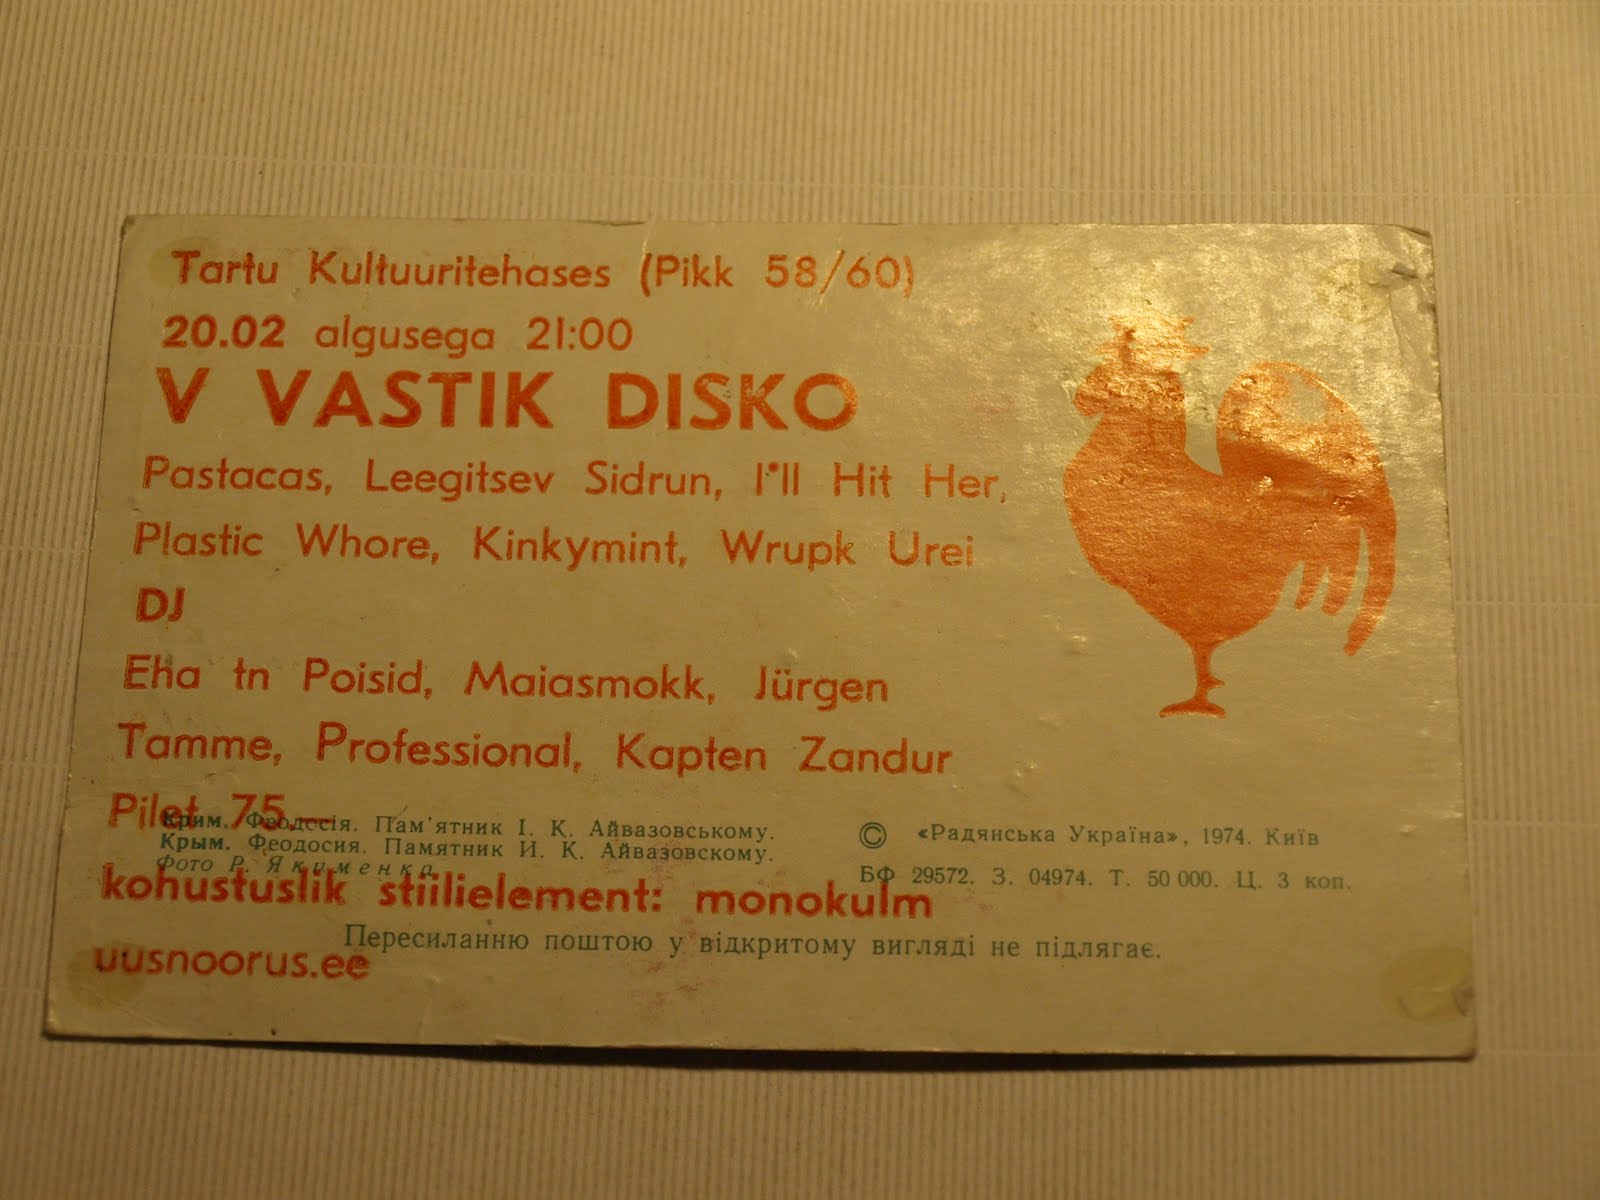 Tartu Kultuuritehases (Pikk 58/60)
20.02 algusega 21:00
V VASTIK DISKO
Pastacas, Leegitsev Sidrun, I'll Hit Her,
Plastic Whore, Kinkymint, Wrupk Urei
DJ
Eha tn Poisid, Maiasmokk, Jürgen
Tamme, Professional, Kapten Zandur
Pilet 75.—
Крим. Феодосія. Пам'ятник І. К. Айвазовському.
Крым. Феодосия. Памятник И. К. Айвазовскому.
Фото Р. Якименка
© «Радянська Україна», 1974. Київ
БФ 29572. З. 04974. Т. 50 000. Ц. 3 коп.
kohustuslik stiilielement: monokulm
Пересиланню поштою у відкритому вигляді не підлягає.
uusnoorus.ee